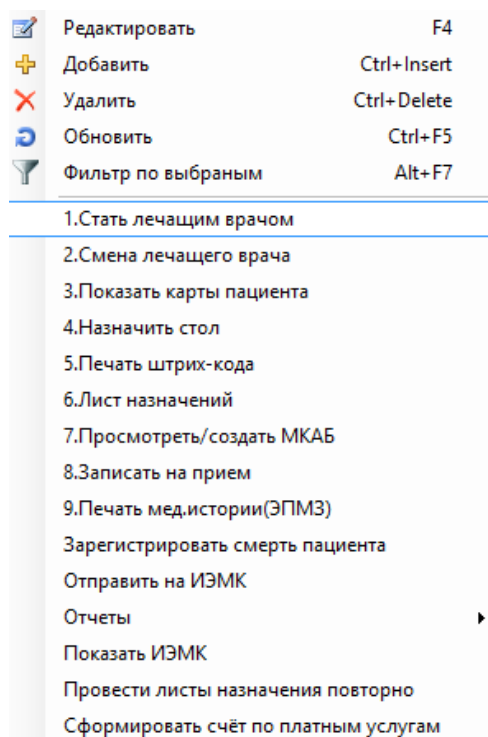 Редактировать F4
Добавить Ctrl+Insert
Удалить Ctrl+Delete
Обновить Ctrl+F5
Фильтр по выбраным Alt+F7
1.Стать лечащим врачом
2.Смена лечащего врача
3.Показать карты пациента
4.Назначить стол
5.Печать штрих-кода
6.Лист назначений
7.Просмотреть/создать МКАБ
8.Записать на прием
9.Печать мед.истории(ЭПМЗ)
Зарегистрировать смерть пациента
Отправить на ИЭМК
Отчеты
Показать ИЭМК
Провести листы назначения повторно
Сформировать счёт по платным услугам